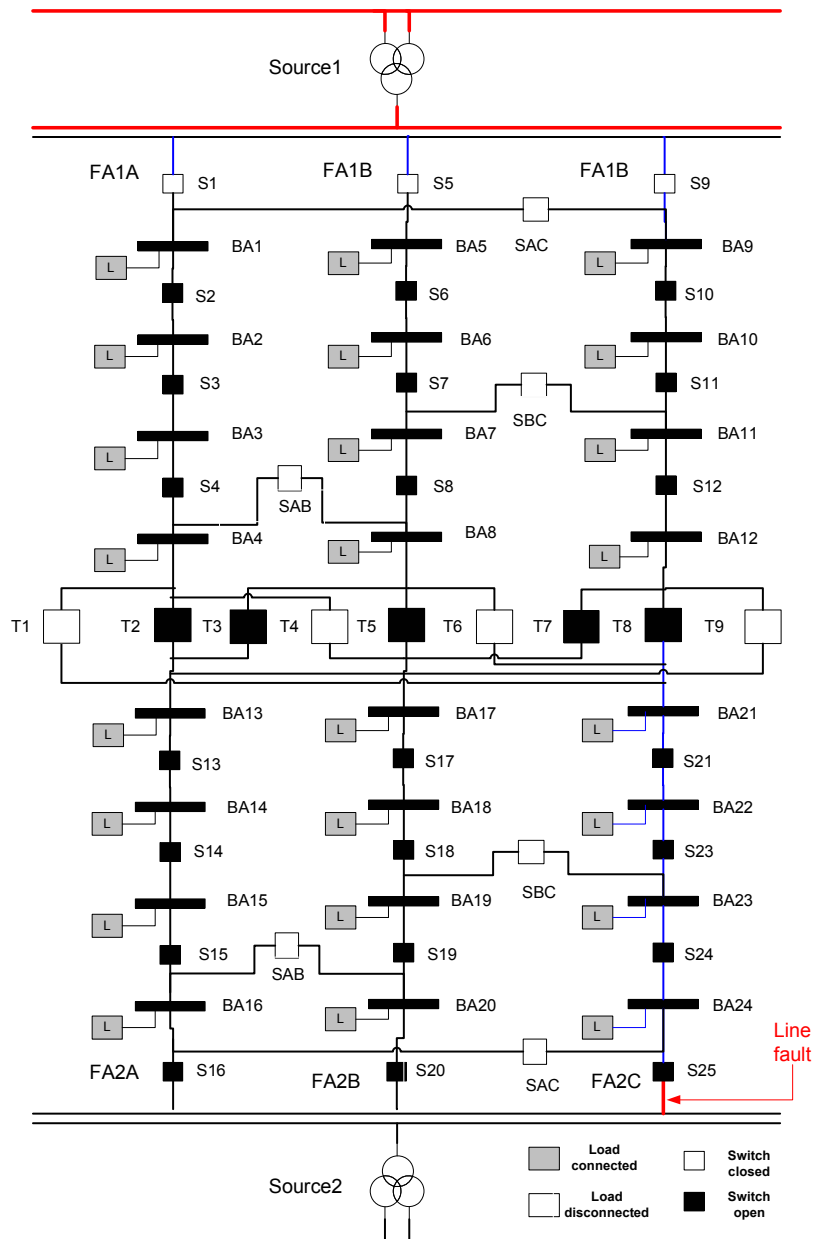 Source1
FA1A
S1
FA1B
S5
FA1B
S9
SAC
BA1
BA5
BA9
L
L
L
S2
S6
S10
BA2
BA6
BA10
L
L
L
S3
S7
S11
SBC
BA3
BA7
BA11
L
L
L
S4
S8
S12
SAB
BA4
BA8
BA12
L
L
L
T1
T2
T3
T4
T5
T6
T7
T8
T9
BA13
BA17
BA21
L
L
L
S13
S17
S21
BA14
BA18
BA22
L
L
L
S14
S18
S23
SBC
BA15
BA19
BA23
L
L
L
S15
S19
S24
SAB
BA16
BA20
BA24
L
L
L
Line
fault
FA2A
S16
FA2B
S20
SAC
FA2C
S25
Source2
Load
connected
Switch
closed
Load
disconnected
Switch
open